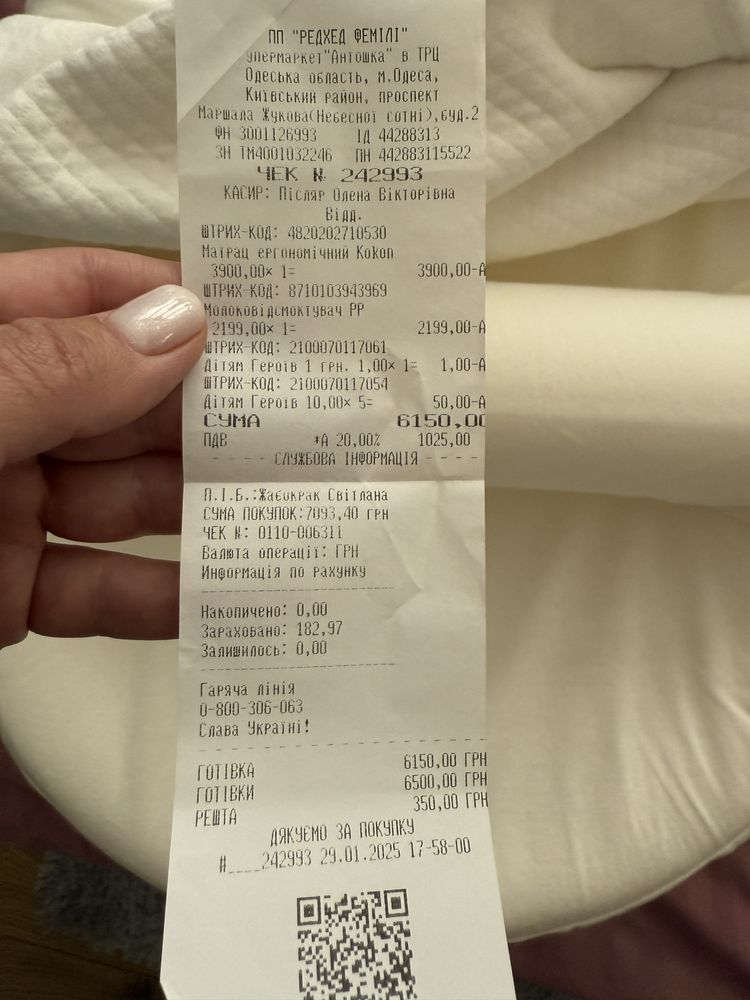 ПП "РЕДХЕД ФЕМІЛІ"
упермаркет"Антошка" в ТРЦ
Одеська область, м.Одеса,
Київський район, проспект
Маршала Жукова(Небесної сотні),буд.2
ФН 3001126993 ІД 44288313
ЗН ТМ4001032246 ПН 442883115522
ЧЕК № 242993
КАСИР: Післяр Олена Вікторівна
Відд.
ШТРИХ-КОД: 4820202710530
Матрац ергономічний Kokon
3900,00× 1= 3900,00-А
ШТРИХ-КОД: 8710103943969
Молоковідсмоктувач РР
2199,00× 1= 2199,00-А
ШТРИХ-КОД: 2100070117061
Дітям Героїв 1 грн. 1,00× 1= 1,00-А
ШТРИХ-КОД: 2100070117054
Дітям Героїв 10,00× 5= 50,00-А
СУМА 6150,00
ПДВ *А 20,00% 1025,00
- - - - СЛУЖБОВА ІНФОРМАЦІЯ - - - -
П.І.Б.:Жаєокрак Світлана
СУМА ПОКУПОК:7093,40 грн
ЧЕК №: 0110-006311
Валюта операції: ГРН
Информація по рахунку
Накопичено: 0,00
Зараховано: 182,97
Залишилось: 0,00
Гаряча лінія
0-800-306-063
Слава Україні!
ГОТІВКА 6150,00 ГРН
ГОТІВКИ 6500,00 ГРН
РЕШТА 350,00 ГРН
ДЯКУЄМО ЗА ПОКУПКУ
#____242993 29.01.2025 17-58-00